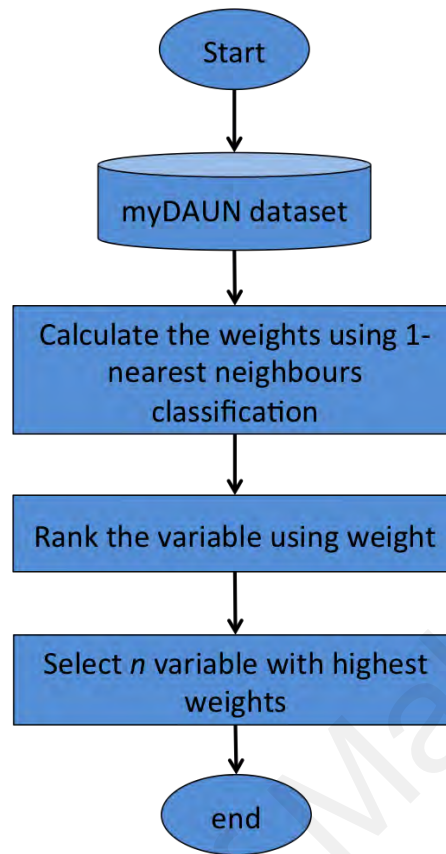 Start
myDAUN dataset
Calculate the weights using 1-
nearest neighbours
classification
Rank the variable using weight
Select n variable with highest
weights
end